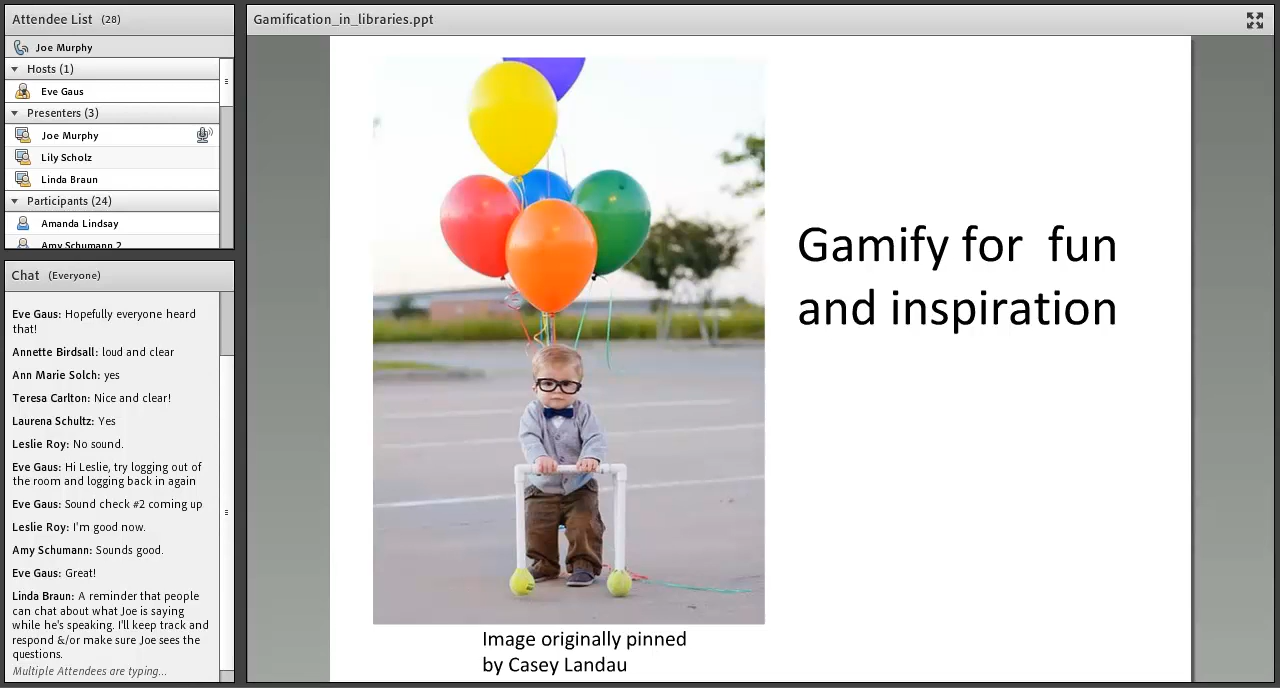 Attendee List (28)
Joe Murphy
Hosts (1)
Eve Gaus
Presenters (3)
Joe Murphy
Lily Scholz
Linda Braun
Participants (24)
Amanda Lindsay
Amy Schumann 2
Chat (Everyone)
Eve Gaus: Hopefully everyone heard
that!
Annette Birdsall: loud and clear
Ann Marie Solch: yes
Teresa Carlton: Nice and clear!
Laurena Schultz: Yes
Leslie Roy: No sound.
Eve Gaus: Hi Leslie, try logging out of
the room and logging back in again
Eve Gaus: Sound check #2 coming up
Leslie Roy: I'm good now.
Amy Schumann: Sounds good.
Eve Gaus: Great!
Linda Braun: A reminder that people
can chat about what Joe is saying
while he's speaking. I'll keep track and
respond &/or make sure Joe sees the
questions.
Multiple Attendees are typing...
Gamification_in_libraries.ppt
Gamify for  fun
and inspiration
Image originally pinned
by Casey Landau